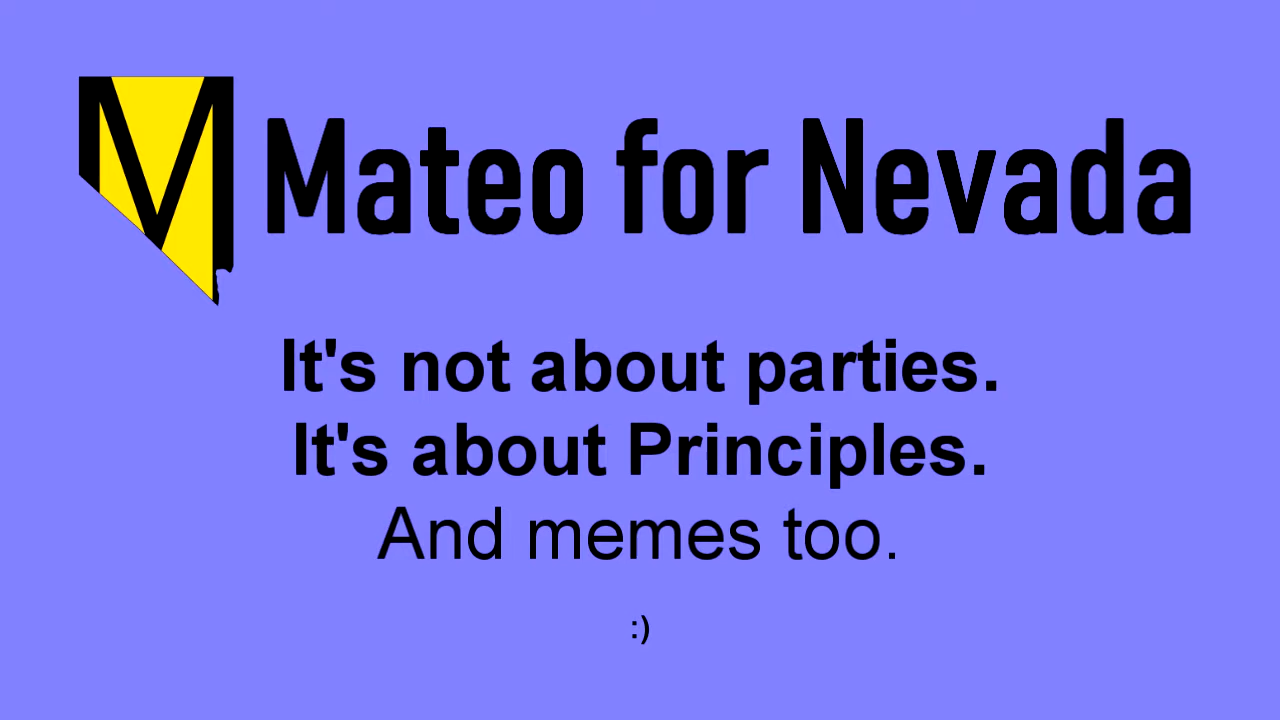 M Mateo for Nevada
It's not about parties.
It's about Principles.
And memes too.
:)